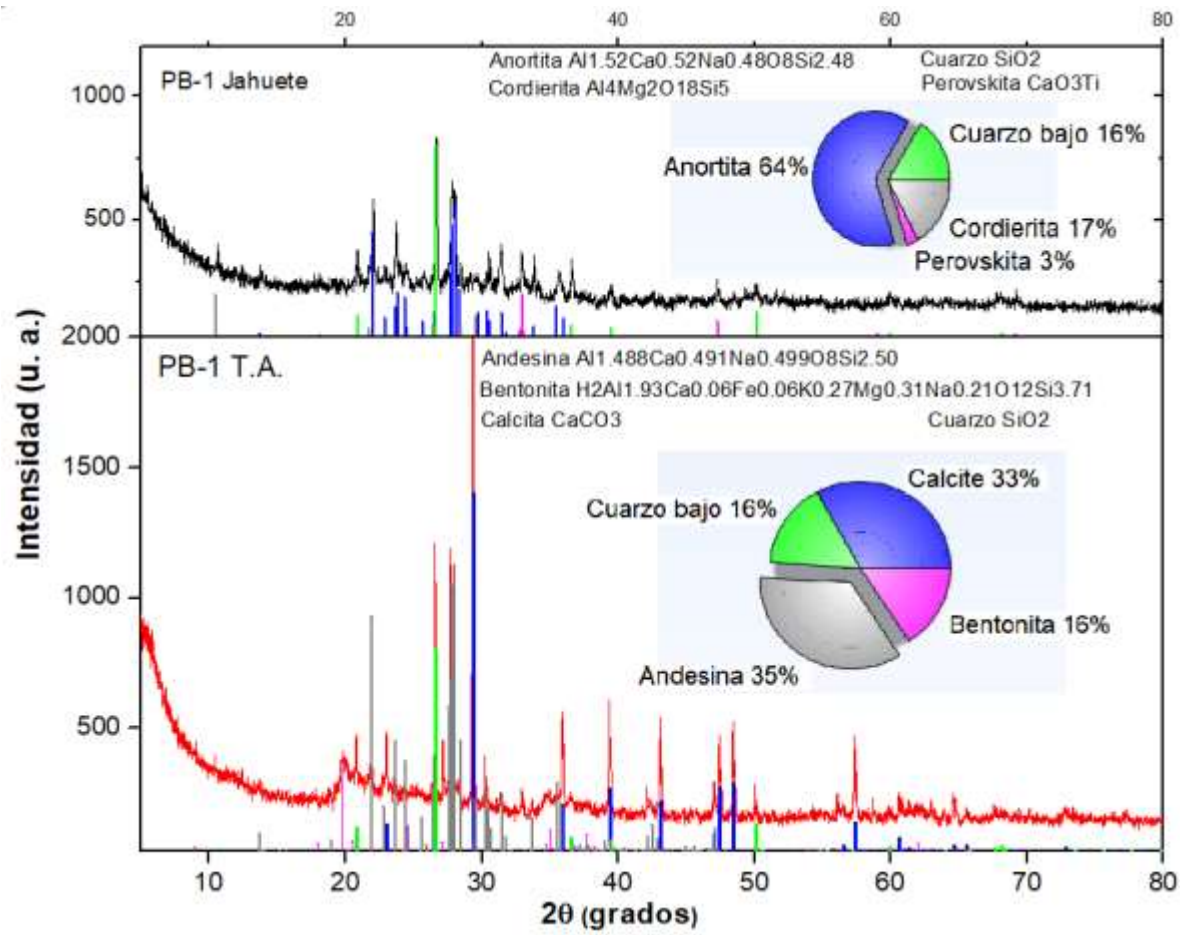 20 40 60 80
PB-1 Jahuete
Anortita Al1.52Ca0.52Na0.48O8Si2.48 Cuarzo SiO2
Cordierita Al4Mg2O18Si5 Perovskita CaO3Ti
1000
Cuarzo bajo 16%
Anortita 64%
500
Cordierita 17%
Perovskita 3%
2000
PB-1 T.A.
Andesina Al1.488Ca0.491Na0.499O8Si2.50
Bentonita H2Al1.93Ca0.06Fe0.06K0.27Mg0.31Na0.21O12Si3.71
Calcita CaCO3 Cuarzo SiO2
1500
Calcite 33%
Cuarzo bajo 16%
1000
Bentonita 16%
Andesina 35%
500
Intensidad (u. a.)
10 20 30 40 50 60 70 80
2θ (grados)